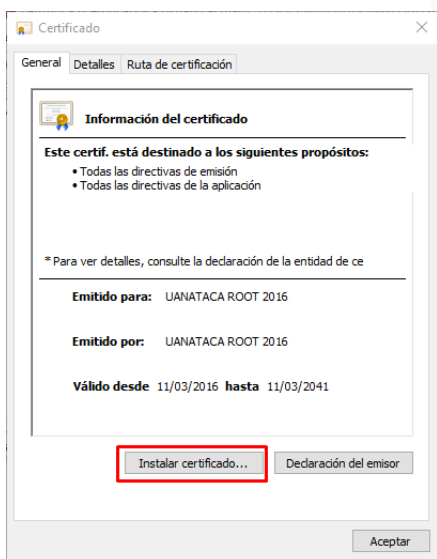 Certificado
General Detalles Ruta de certificación
Información del certificado
Este certif. está destinado a los siguientes propósitos:
• Todas las directivas de emisión
• Todas las directivas de la aplicación
* Para ver detalles, consulte la declaración de la entidad de ce
Emitido para: UANATACA ROOT 2016
Emitido por: UANATACA ROOT 2016
Válido desde 11/03/2016 hasta 11/03/2041
Instalar certificado... Declaración del emisor
Aceptar